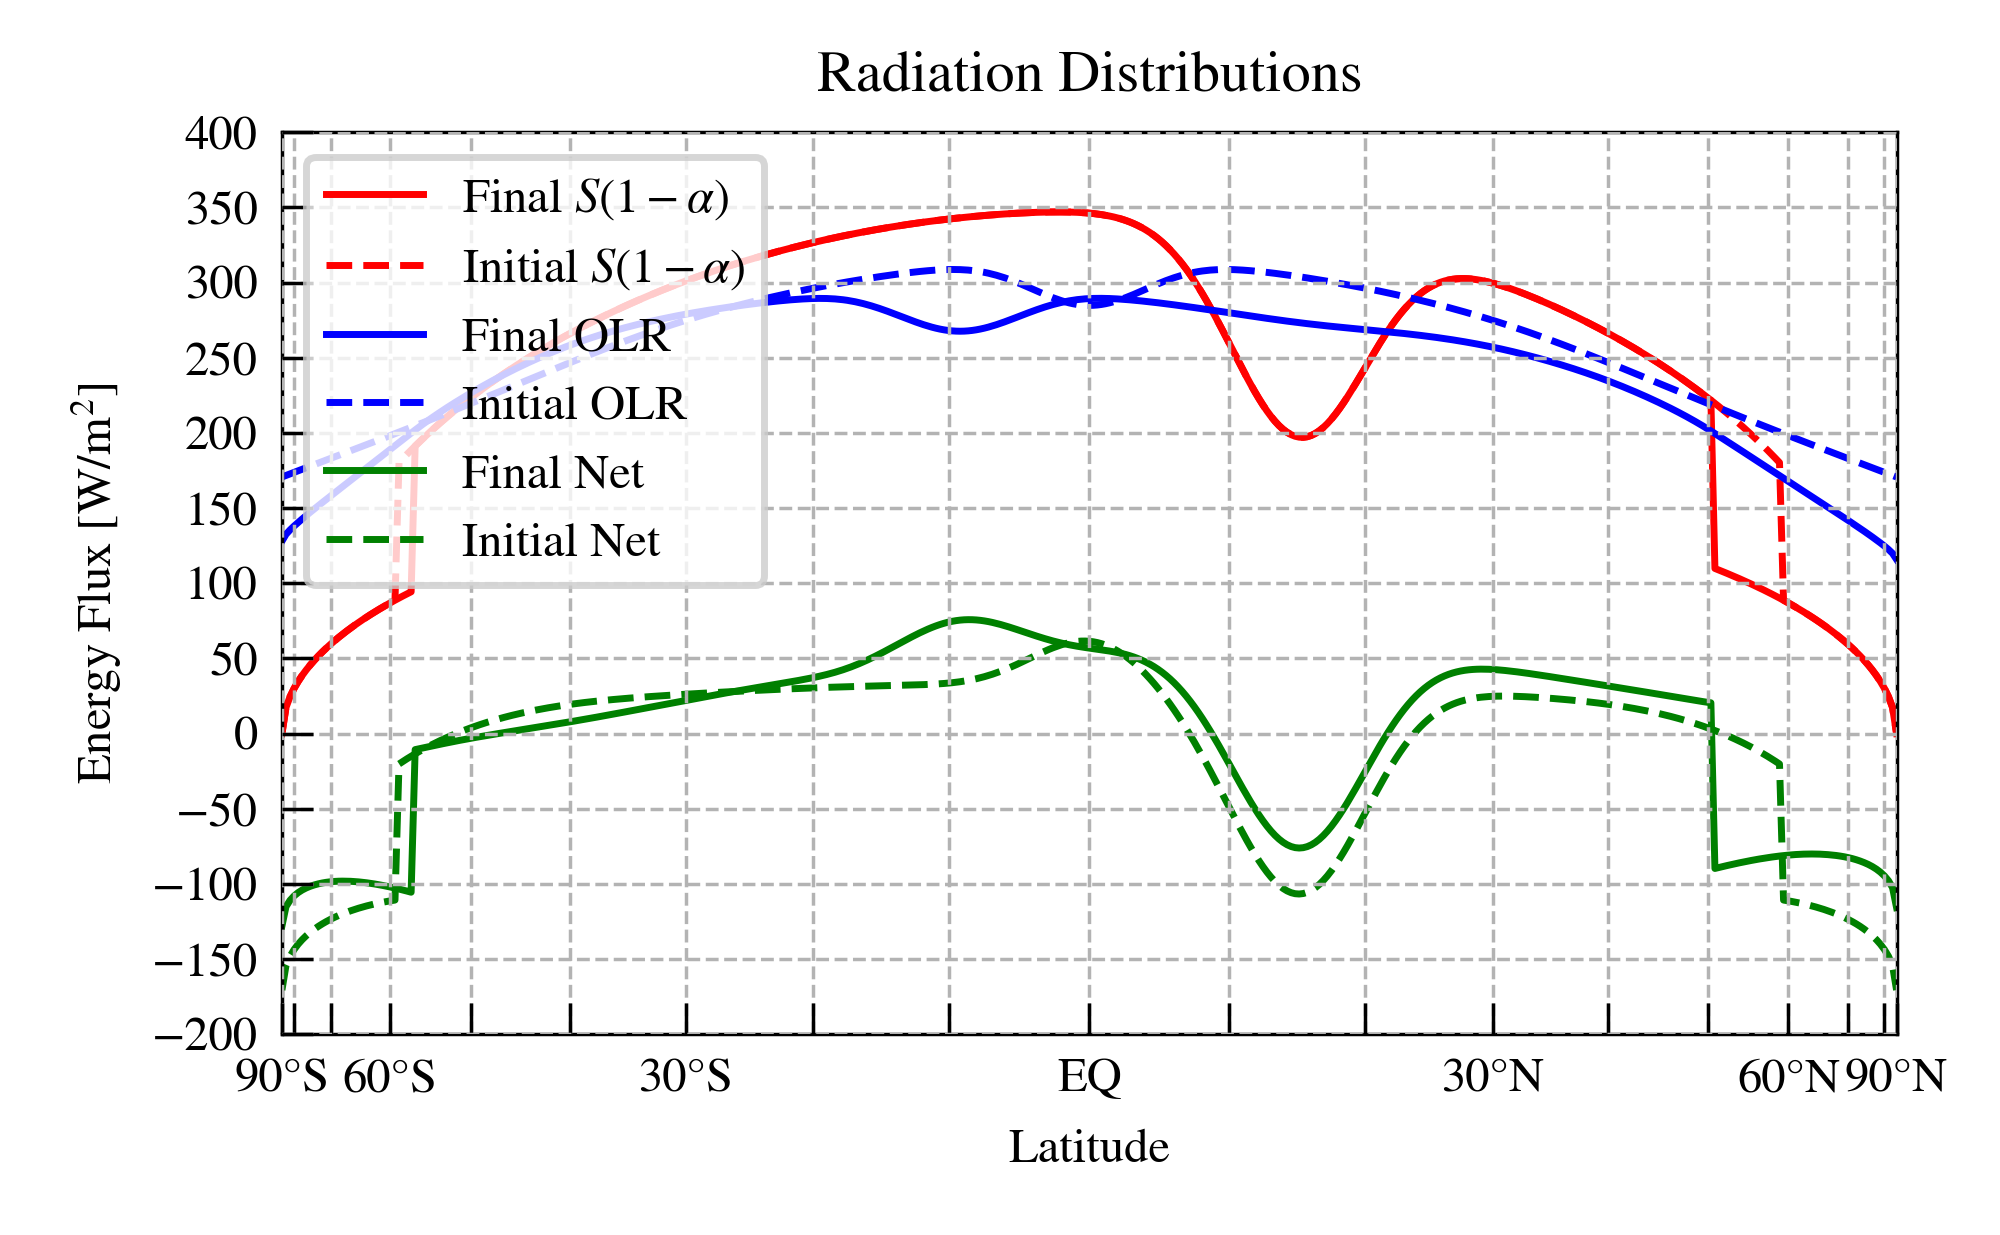 Radiation Distributions
400
350
300
250
200
150
100
50
0
−50
−100
−150
−200
Energy Flux [W/m²]
Final S(1 − α)
Initial S(1 − α)
Final OLR
Initial OLR
Final Net
Initial Net
90°S 60°S 30°S EQ 30°N 60°N 90°N
Latitude